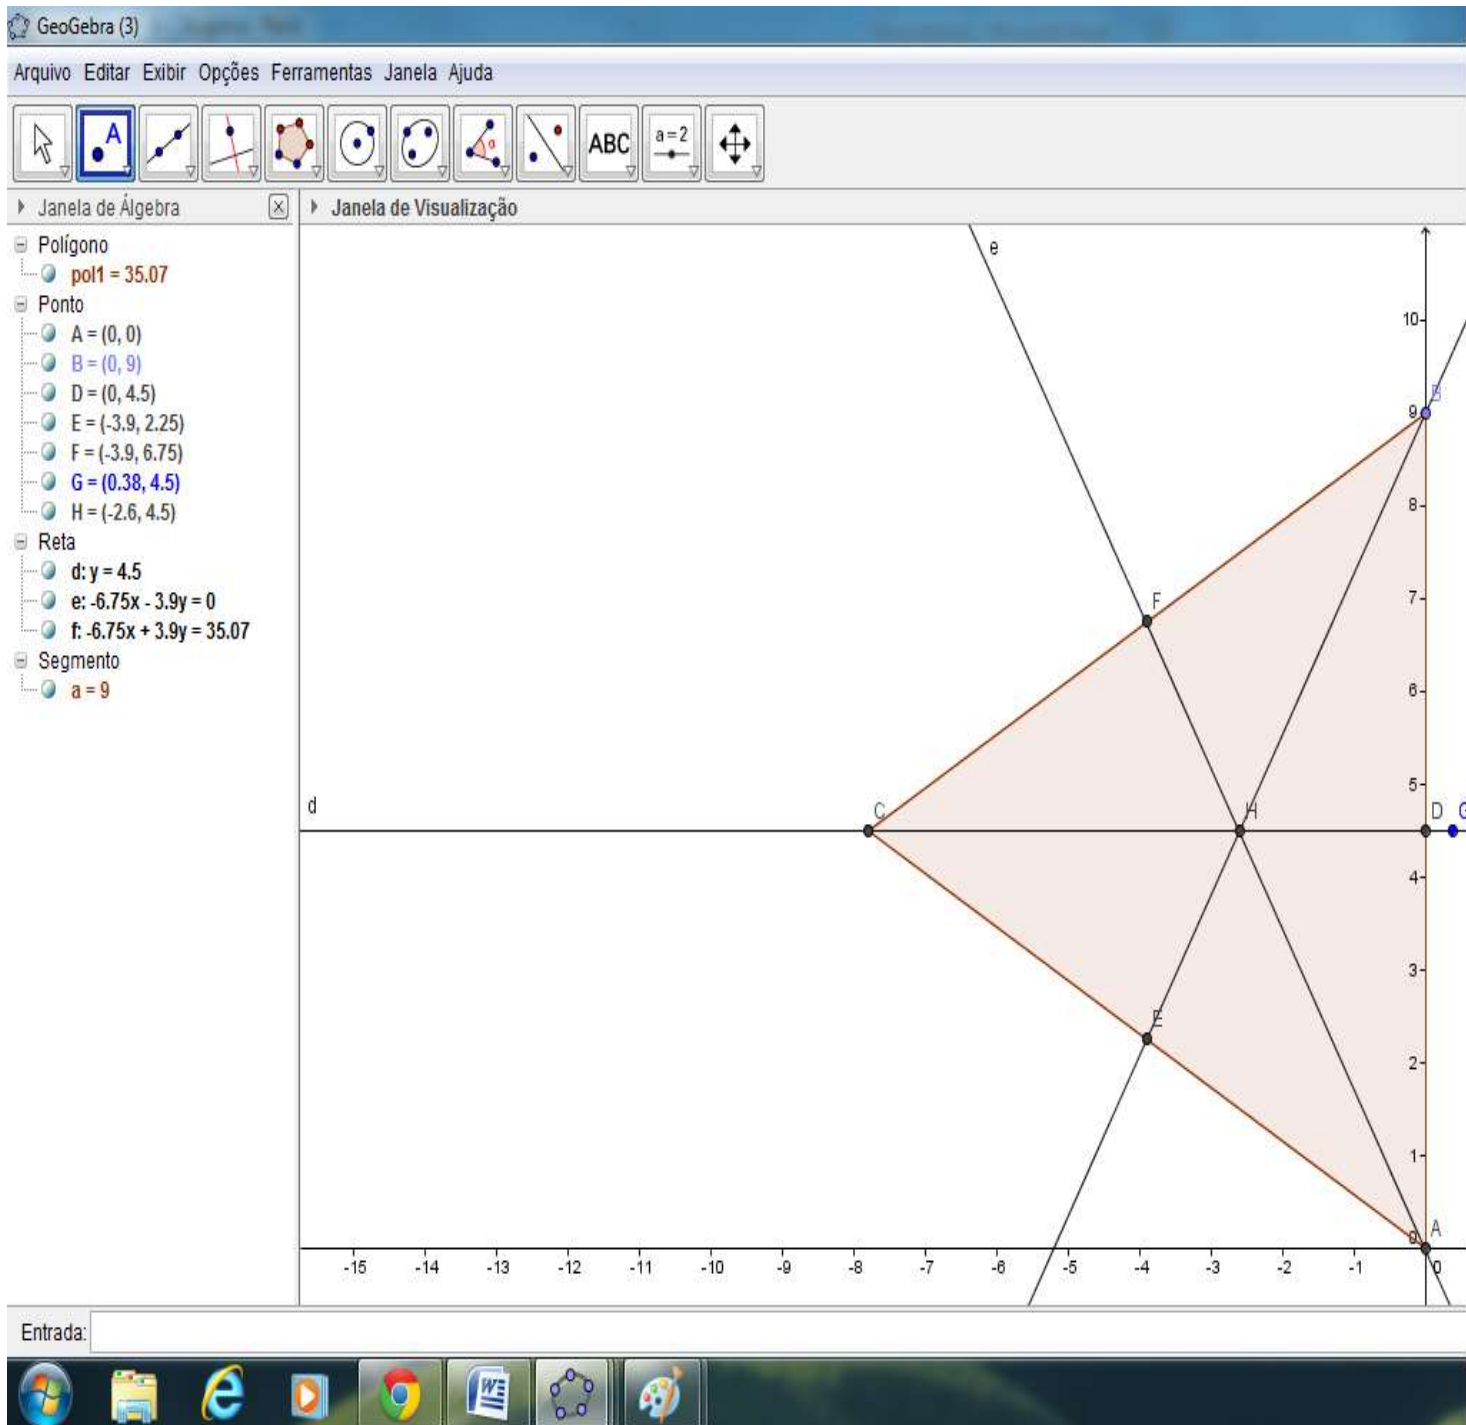 GeoGebra (3)
Arquivo Editar Exibir Opções Ferramentas Janela Ajuda
A
α
ABC
a=2
Janela de Álgebra
Janela de Visualização
Polígono
pol1 = 35.07
Ponto
A = (0, 0)
B = (0, 9)
D = (0, 4.5)
E = (-3.9, 2.25)
F = (-3.9, 6.75)
G = (0.38, 4.5)
H = (-2.6, 4.5)
Reta
d: y = 4.5
e: -6.75x - 3.9y = 0
f: -6.75x + 3.9y = 35.07
Segmento
a = 9
e
10
B
9
8
F
7
6
5
d
C
H
D
G
4
3
E
2
1
A
0
-15 -14 -13 -12 -11 -10 -9 -8 -7 -6 -5 -4 -3 -2 -1 0
Entrada:
W